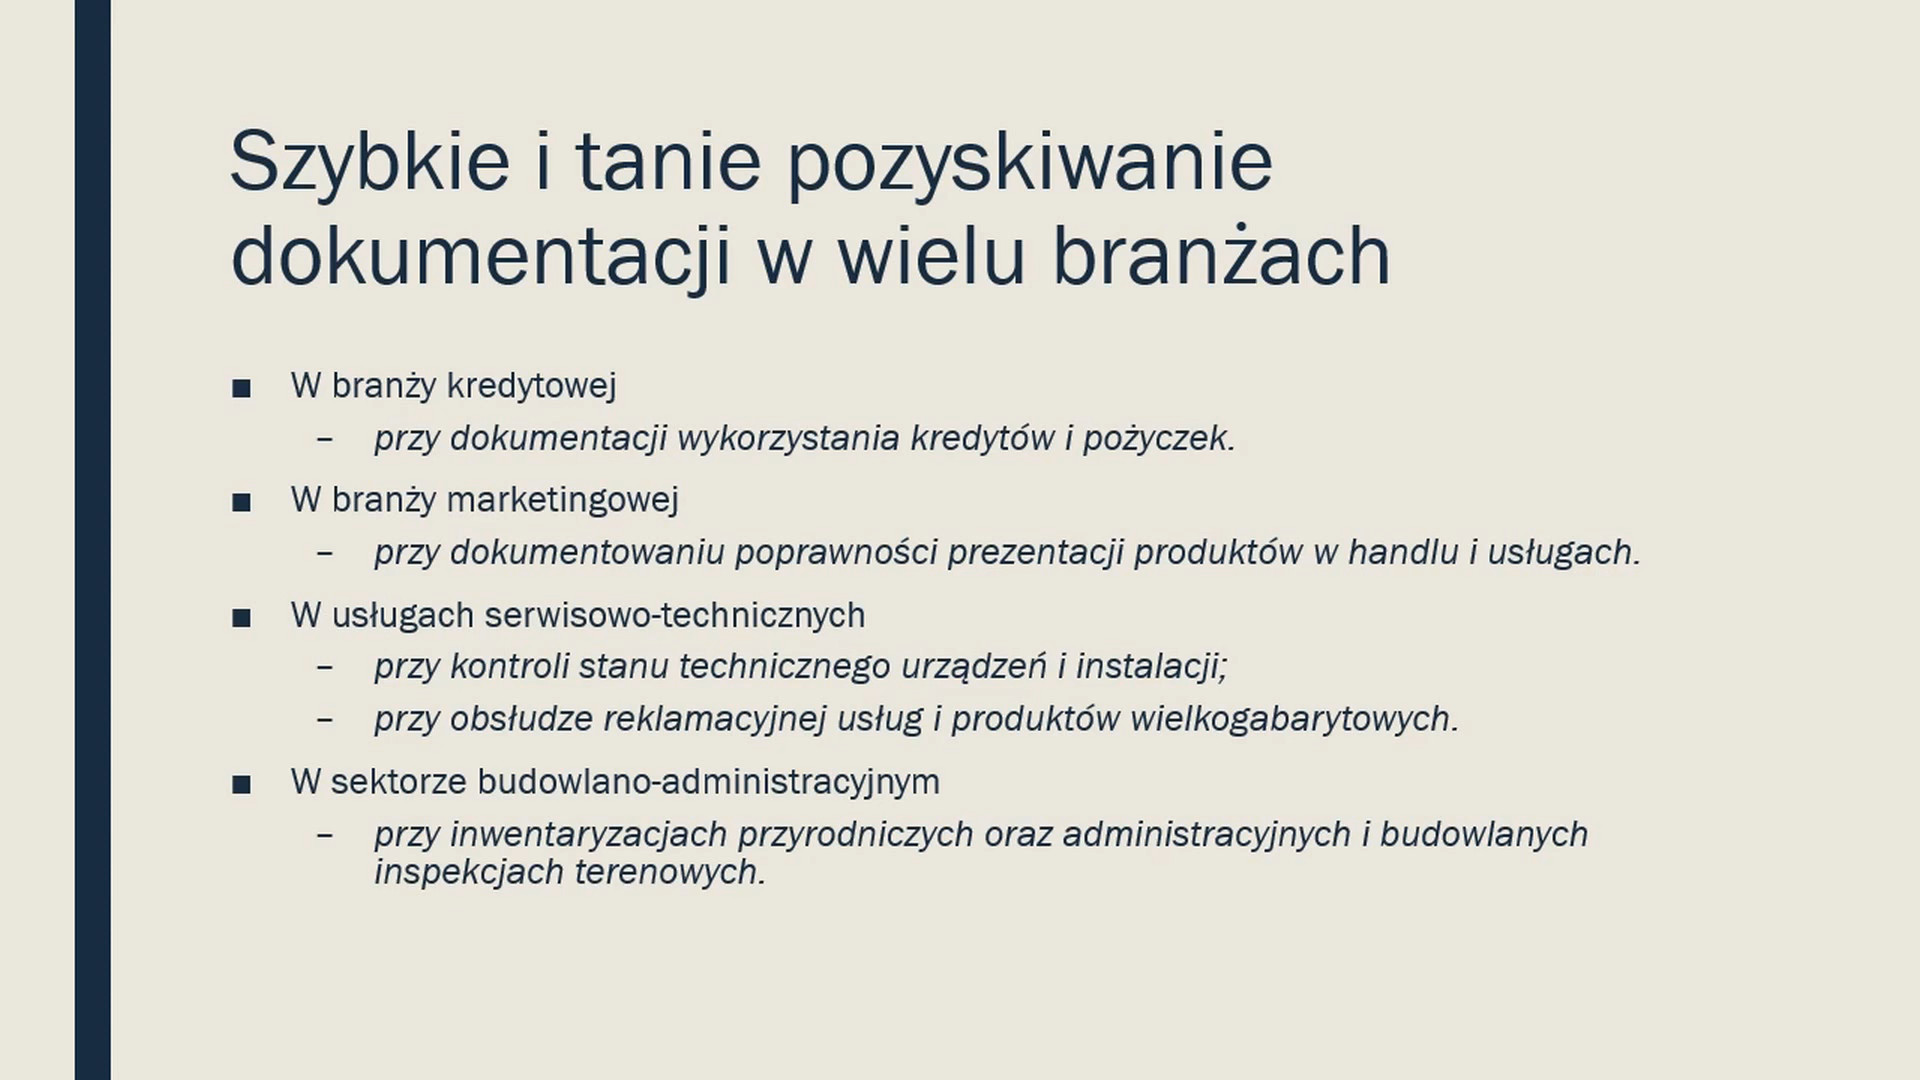 Szybkie i tanie pozyskiwanie
dokumentacji w wielu branżach
■ W branży kredytowej
– przy dokumentacji wykorzystania kredytów i pożyczek.
■ W branży marketingowej
– przy dokumentowaniu poprawności prezentacji produktów w handlu i usługach.
■ W usługach serwisowo-technicznych
– przy kontroli stanu technicznego urządzeń i instalacji;
– przy obsłudze reklamacyjnej usług i produktów wielkogabarytowych.
■ W sektorze budowlano-administracyjnym
– przy inwentaryzacjach przyrodniczych oraz administracyjnych i budowlanych
inspekcjach terenowych.